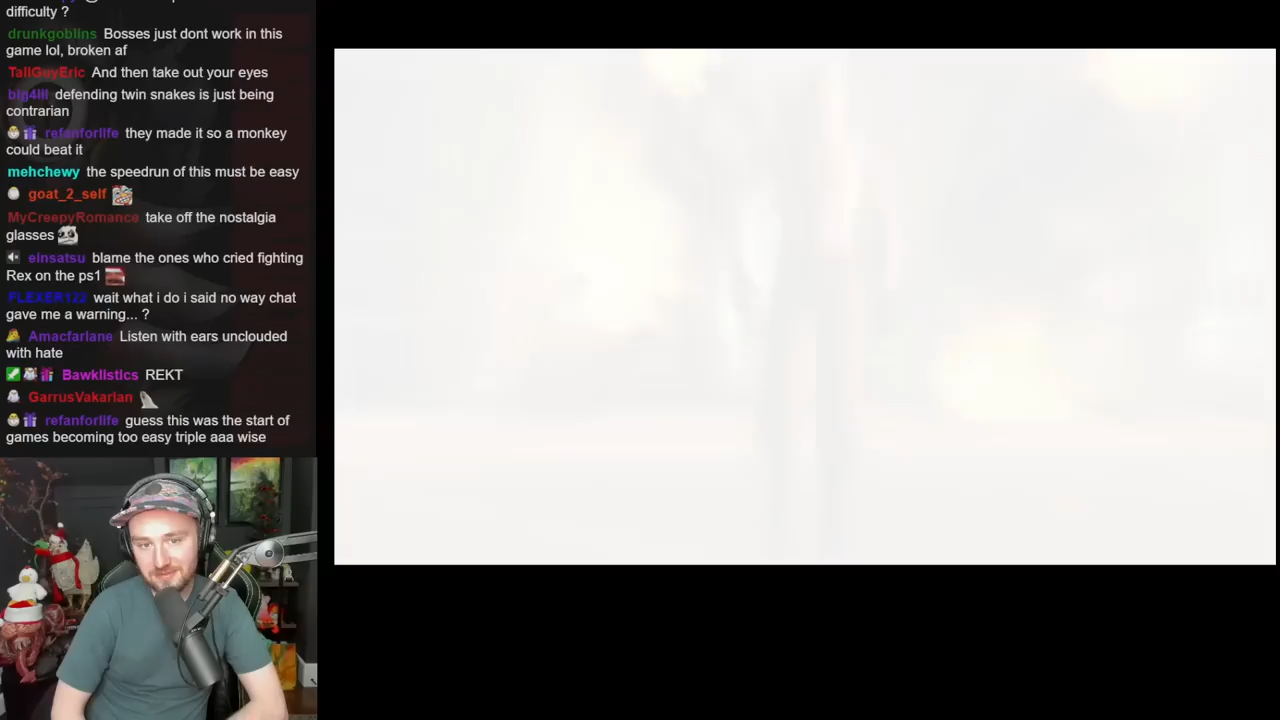 difficulty ?
drunkgoblins Bosses just dont work in this
game lol, broken af
TallGuyEric And then take out your eyes
big4lil defending twin snakes is just being
contrarian
refanforlife they made it so a monkey
could beat it
mehchewy the speedrun of this must be easy
goat_2_self
MyCreepyRomance take off the nostalgia
glasses
einsatsu blame the ones who cried fighting
Rex on the ps1
FLEXER123 wait what i do i said no way chat
gave me a warning... ?
Amacfarlane Listen with ears unclouded
with hate
Bawklistics REKT
GarrusVakarian
refanforlife guess this was the start of
games becoming too easy triple aaa wise